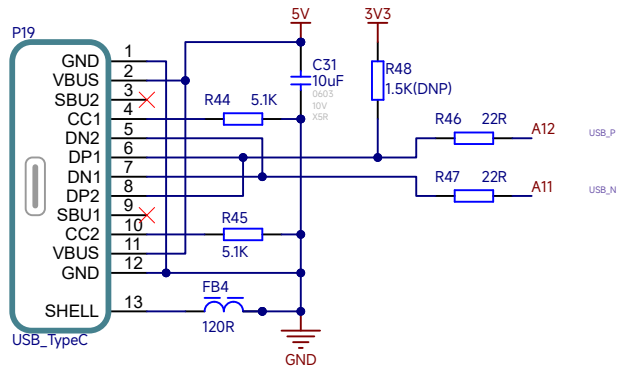 5V
3V3
P19
GND 1
VBUS 2
SBU2 3
CC1 4
DN2 5
DP1 6
DN1 7
DP2 8
SBU1 9
CC2 10
VBUS 11
GND 12
SHELL 13
USB_TypeC
C31
10uF
0603
10V
X5R
R48
1.5K(DNP)
R44 5.1K
R46 22R
A12
USB_P
R47 22R
A11
USB_N
R45
5.1K
FB4
120R
GND